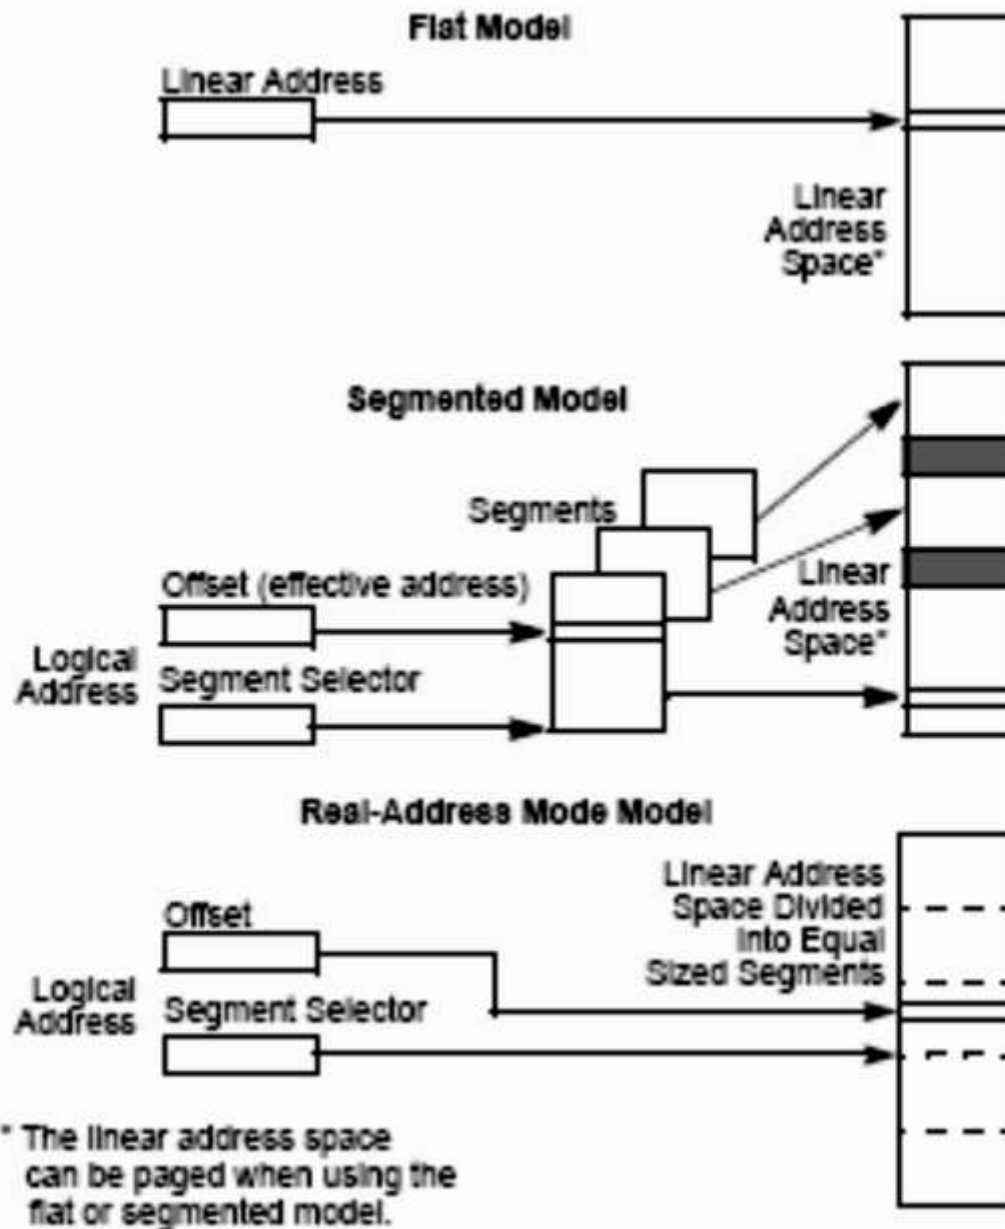 Flat Model
Linear Address
Linear
Address
Space*
Segmented Model
Segments
Offset (effective address)
Linear
Address
Space*
Logical
Address
Segment Selector
Real-Address Mode Model
Linear Address
Space Divided
Into Equal
Sized Segments
Offset
Logical
Address
Segment Selector
* The linear address space
can be paged when using the
flat or segmented model.